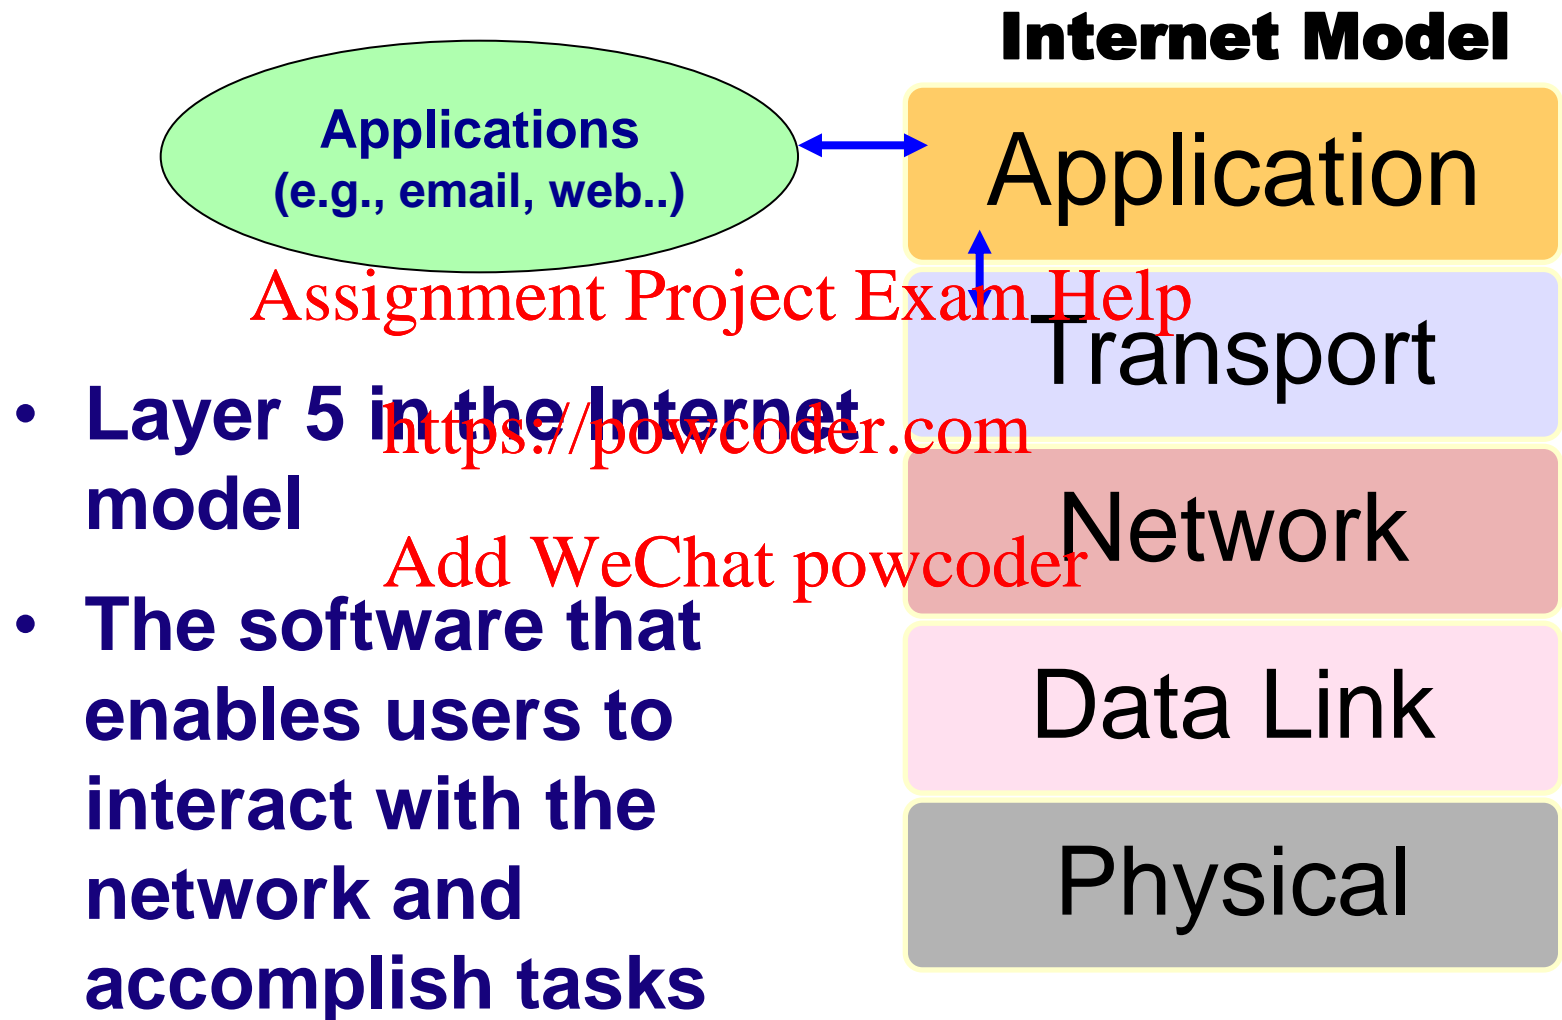 Internet Model
Applications
(e.g., email, web..)
Application
Assignment Project Exam Help
Transport
• Layer 5 in the Internet
model
https://powcoder.com
Network
Add WeChat powcoder
• The software that
enables users to
interact with the
network and
accomplish tasks
Data Link
Physical